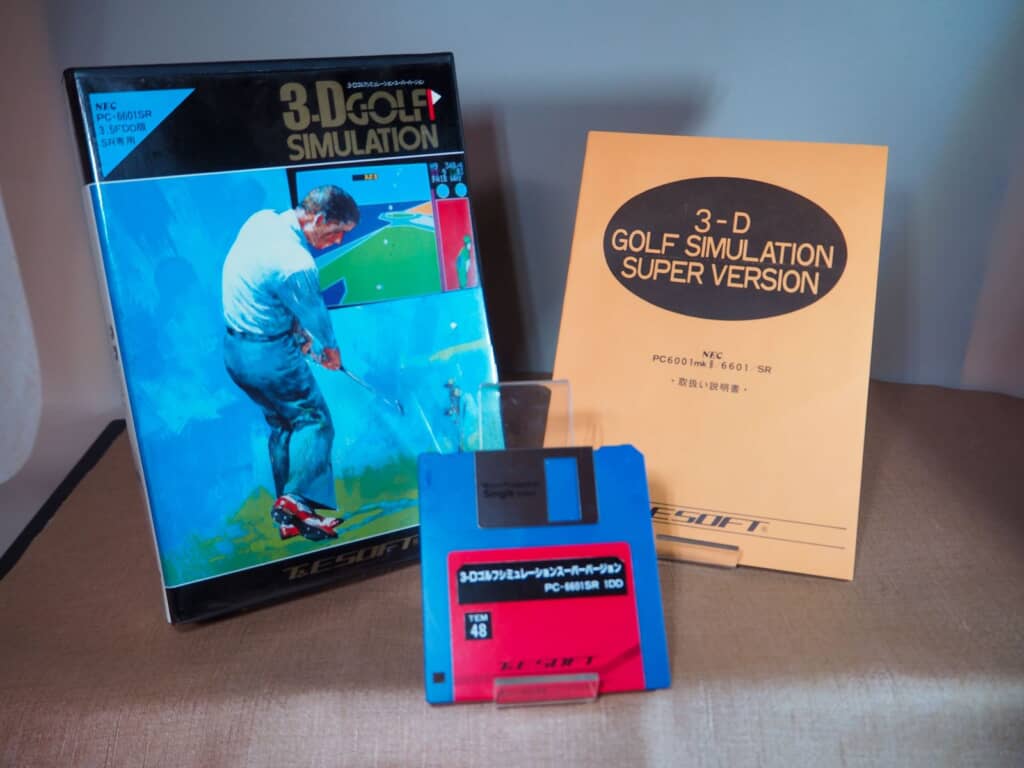 NEC
PC-6601SR
3.5FDD版
SR専用
3-Dゴルフシミュレーションスーパーバージョン
3-D GOLF
SIMULATION
T&E SOFT
3-D
GOLF SIMULATION
SUPER VERSION
NEC
PC6001mkⅡ/6601/SR
・取扱い説明書・
T&E SOFT
3-Dゴルフシミュレーションスーパーバージョン
PC-6601SR 1DD
TEM
48
T&E SOFT